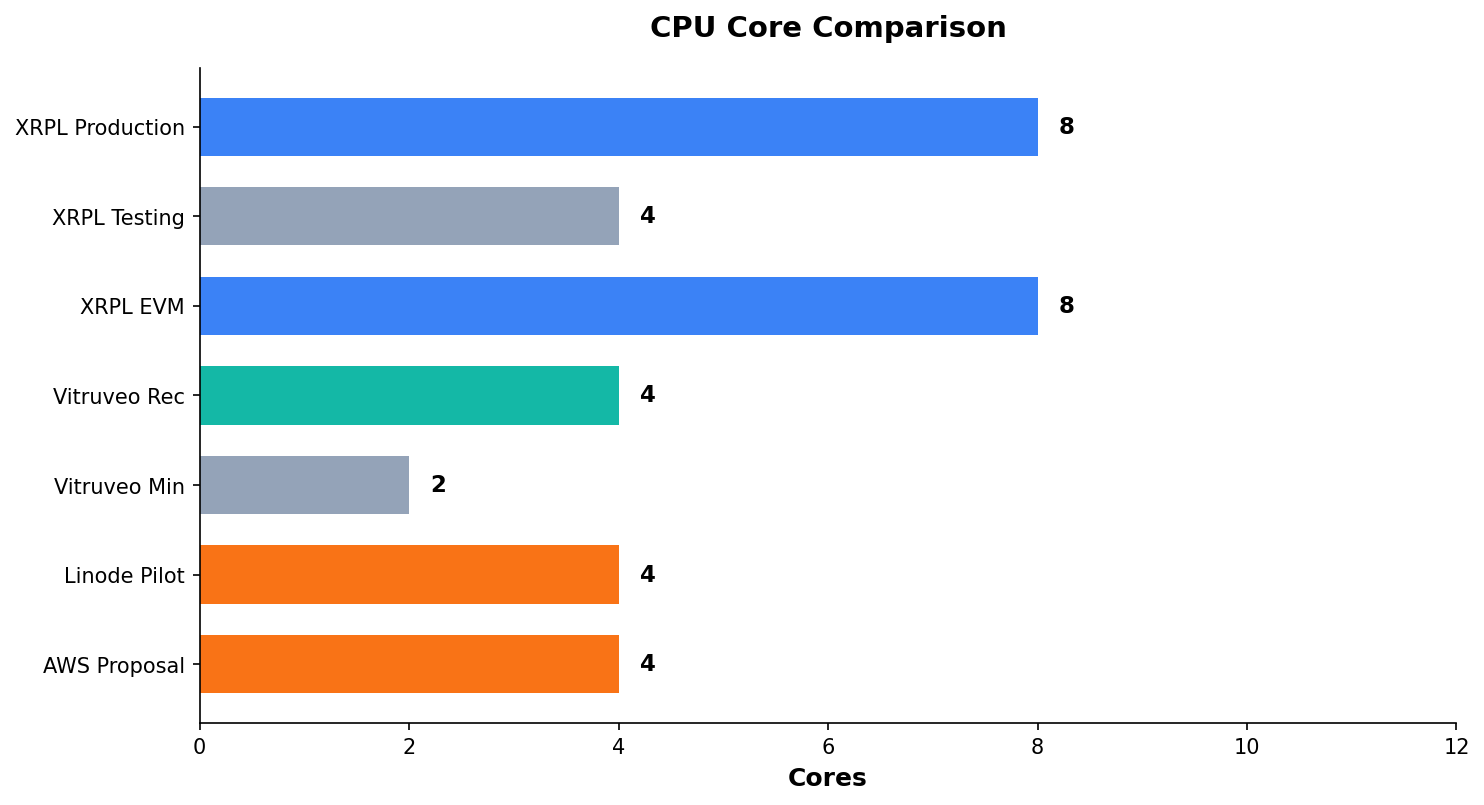 CPU Core Comparison
XRPL Production 8
XRPL Testing 4
XRPL EVM 8
Vitruveo Rec 4
Vitruveo Min 2
Linode Pilot 4
AWS Proposal 4
0 2 4 6 8 10 12
Cores